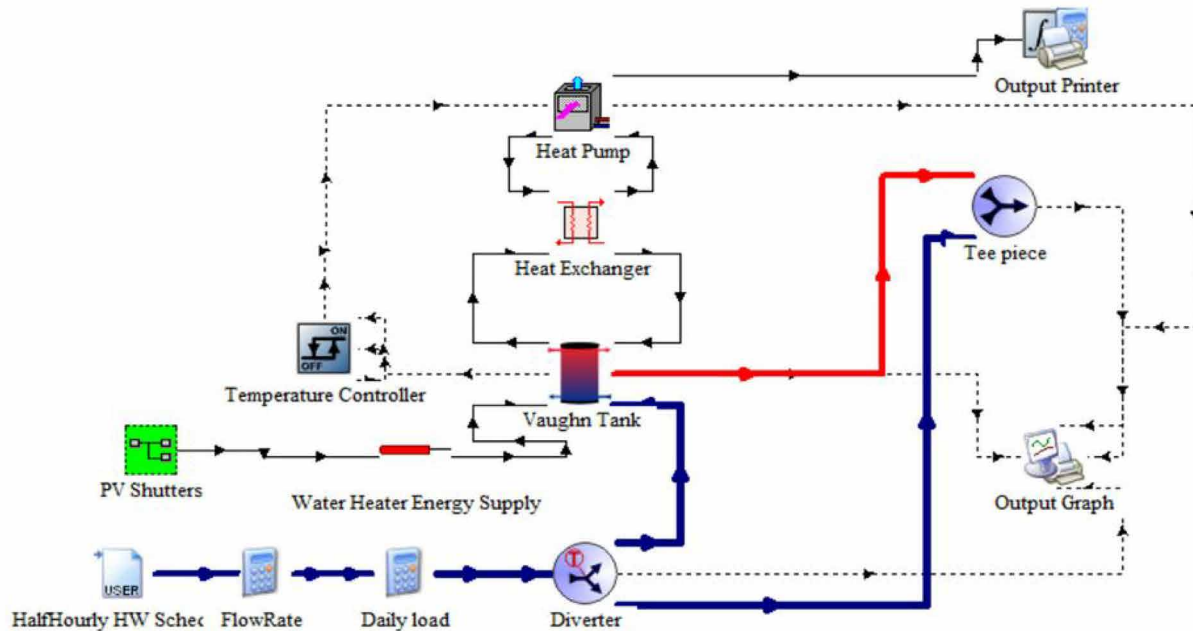 Output Printer
Heat Pump
Tee piece
Heat Exchanger
ON
OFF
Temperature Controller
Vaughn Tank
PV Shutters
Water Heater Energy Supply
Output Graph
T
USER
HalfHourly HW Sched
FlowRate
Daily load
Diverter